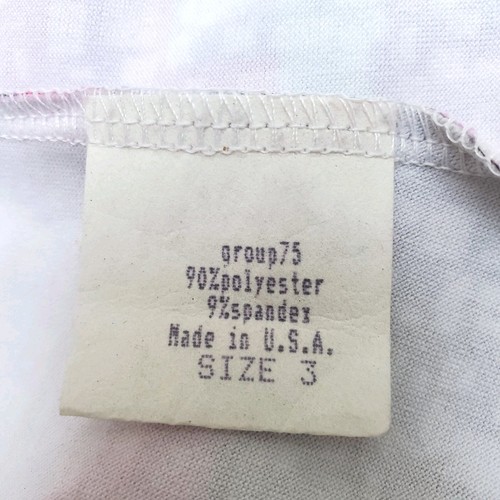 group75
90%polyester
9%spandex
Made in U.S.A.
SIZE 3